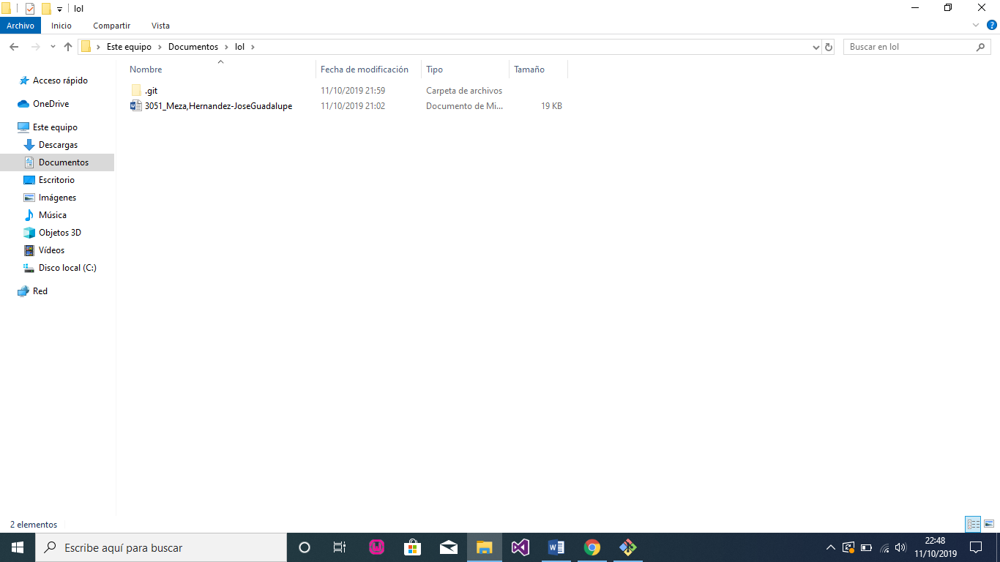 lol
Archivo Inicio Compartir Vista
Este equipo Documentos lol
Buscar en lol
Nombre Fecha de modificación Tipo Tamaño
.git 11/10/2019 21:59 Carpeta de archivos
3051_Meza,Hernandez-JoseGuadalupe 11/10/2019 21:02 Documento de Mi... 19 KB
Acceso rápido
OneDrive
Este equipo
Descargas
Documentos
Escritorio
Imágenes
Música
Objetos 3D
Vídeos
Disco local (C:)
Red
2 elementos
Escribe aquí para buscar
22:48
11/10/2019